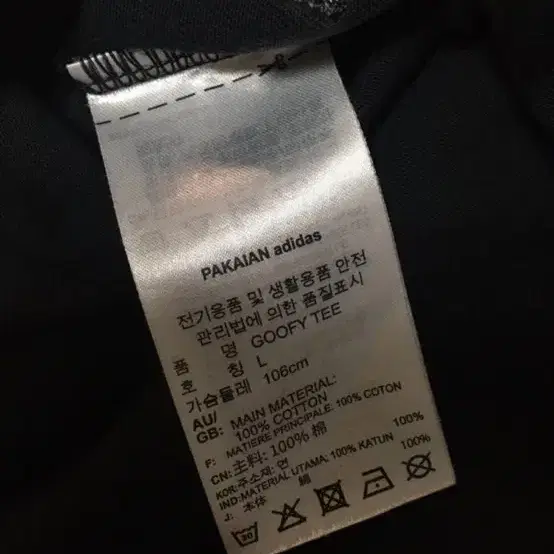 PAKAIAN adidas
전기용품 및 생활용품 안전
관리법에 의한 품질표시
품 명 GOOFY TEE
호 칭 L
가슴둘레 106cm
AU/ MAIN MATERIAL:
GB: 100% COTTON
F: MATIERE PRINCIPALE: 100% COTON
CN: 主料: 100% 棉
KOR: 주소재: 면 100%
IND: MATERIAL UTAMA: 100% KATUN
J: 本体 綿 100%
30